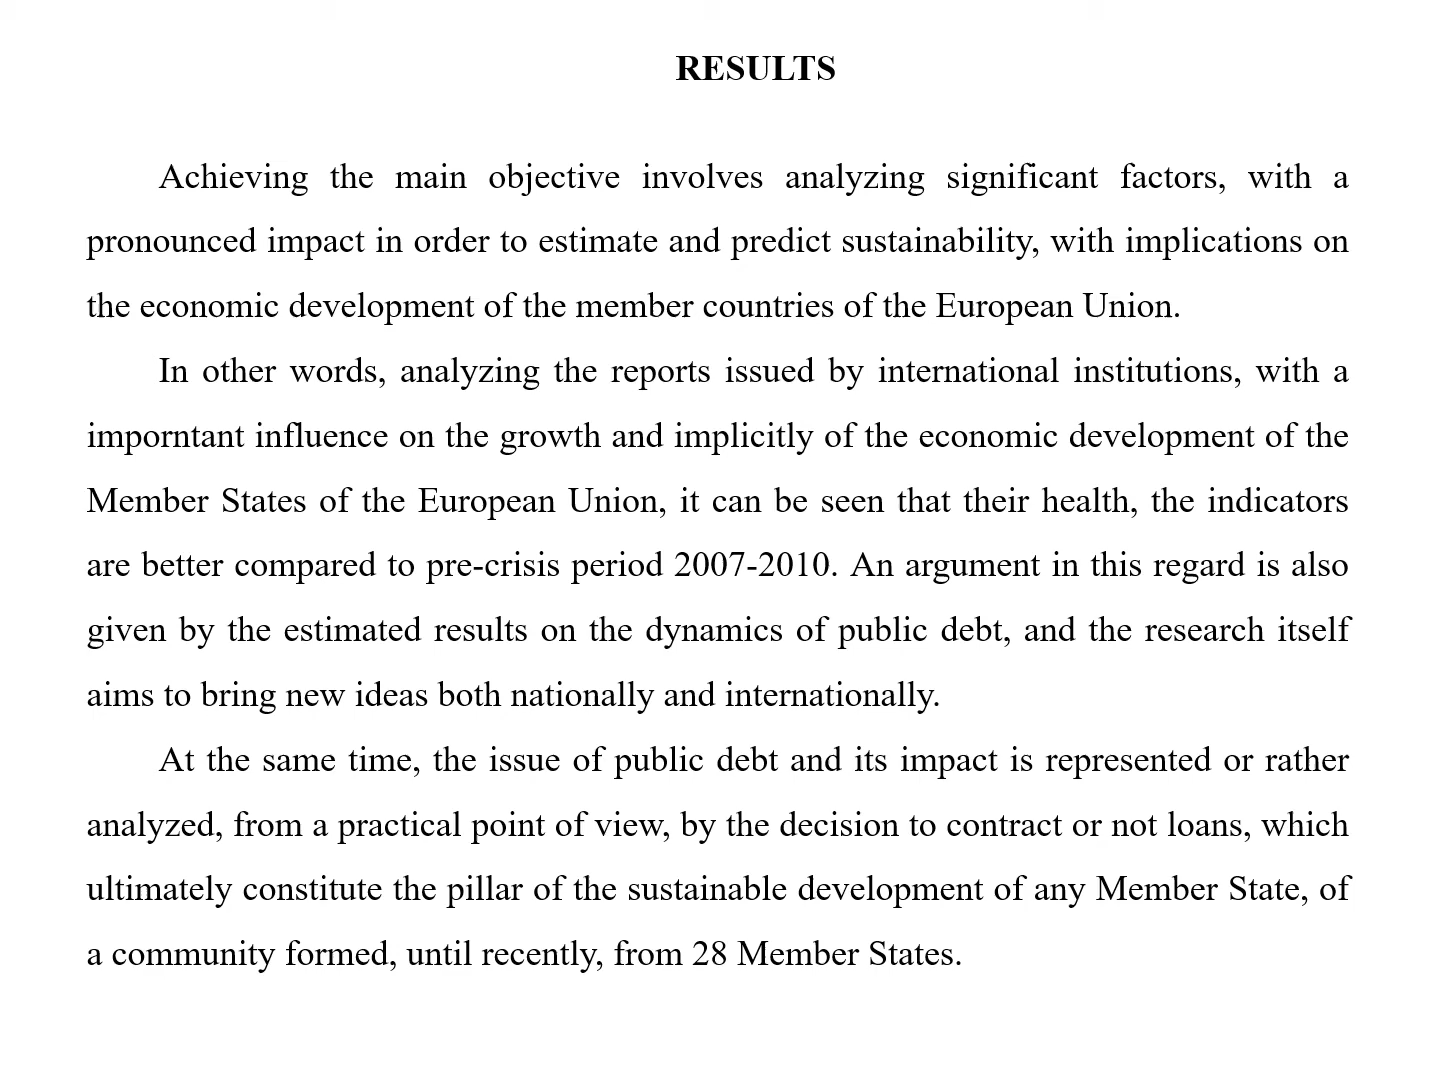 RESULTS
Achieving the main objective involves analyzing significant factors, with a
pronounced impact in order to estimate and predict sustainability, with implications on
the economic development of the member countries of the European Union.
In other words, analyzing the reports issued by international institutions, with a
imporntant influence on the growth and implicitly of the economic development of the
Member States of the European Union, it can be seen that their health, the indicators
are better compared to pre-crisis period 2007-2010. An argument in this regard is also
given by the estimated results on the dynamics of public debt, and the research itself
aims to bring new ideas both nationally and internationally.
At the same time, the issue of public debt and its impact is represented or rather
analyzed, from a practical point of view, by the decision to contract or not loans, which
ultimately constitute the pillar of the sustainable development of any Member State, of
a community formed, until recently, from 28 Member States.